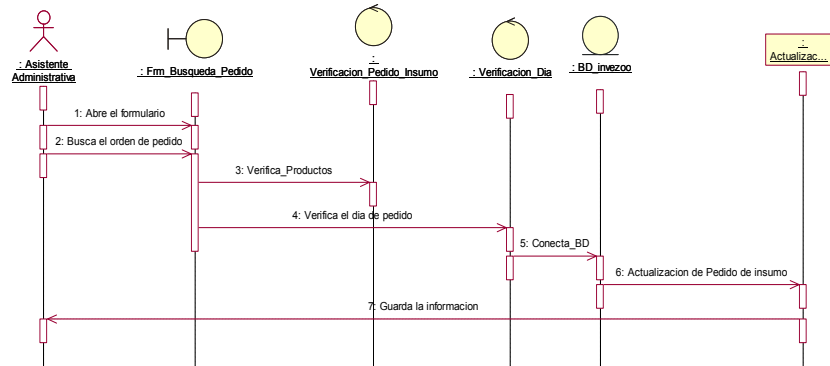 : Asistente
Administrativa
: Frm_Busqueda_Pedido
:
Verificacion_Pedido_Insumo
: Verificacion_Dia
: BD_invezoo
:
Actualizac...
1: Abre el formulario
2: Busca el orden de pedido
3: Verifica_Productos
4: Verifica el dia de pedido
5: Conecta_BD
6: Actualizacion de Pedido de insumo
7: Guarda la informacion